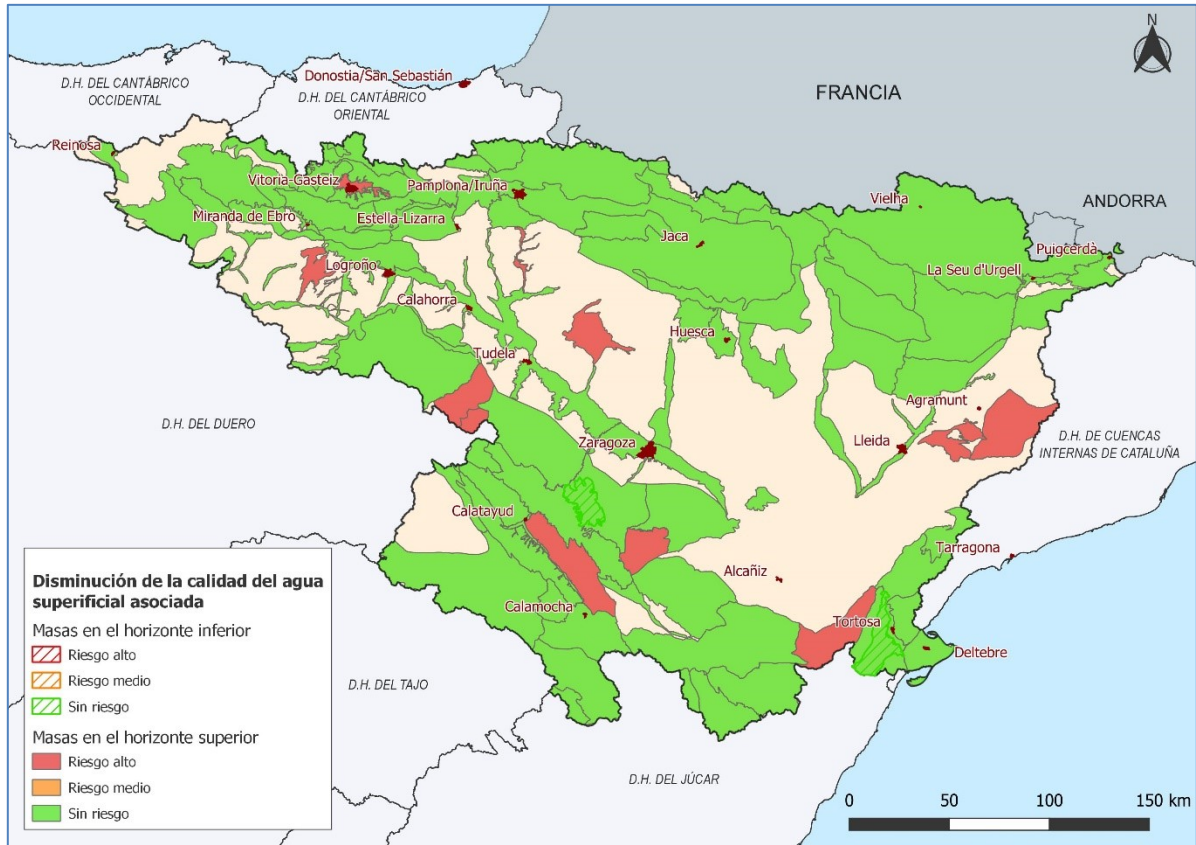 N
Donostia/San Sebastián
D.H. DEL CANTÁBRICO
OCCIDENTAL
D.H. DEL CANTÁBRICO
ORIENTAL
FRANCIA
Reinosa
Vitoria-Gasteiz
Pamplona/Iruña
Vielha
ANDORRA
Miranda de Ebro
Estella-Lizarra
Jaca
Puigcerdà
Logroño
La Seu d'Urgell
Calahorra
Huesca
Tudela
Agramunt
D.H. DEL DUERO
Zaragoza
Lleida
D.H. DE CUENCAS
INTERNAS DE CATALUÑA
Calatayud
Tarragona
Alcañiz
Calamocha
Tortosa
Deltebre
D.H. DEL TAJO
D.H. DEL JÚCAR
Disminución de la calidad del agua
superificial asociada
Masas en el horizonte inferior
Riesgo alto
Riesgo medio
Sin riesgo
Masas en el horizonte superior
Riesgo alto
Riesgo medio
Sin riesgo
0 50 100 150 km